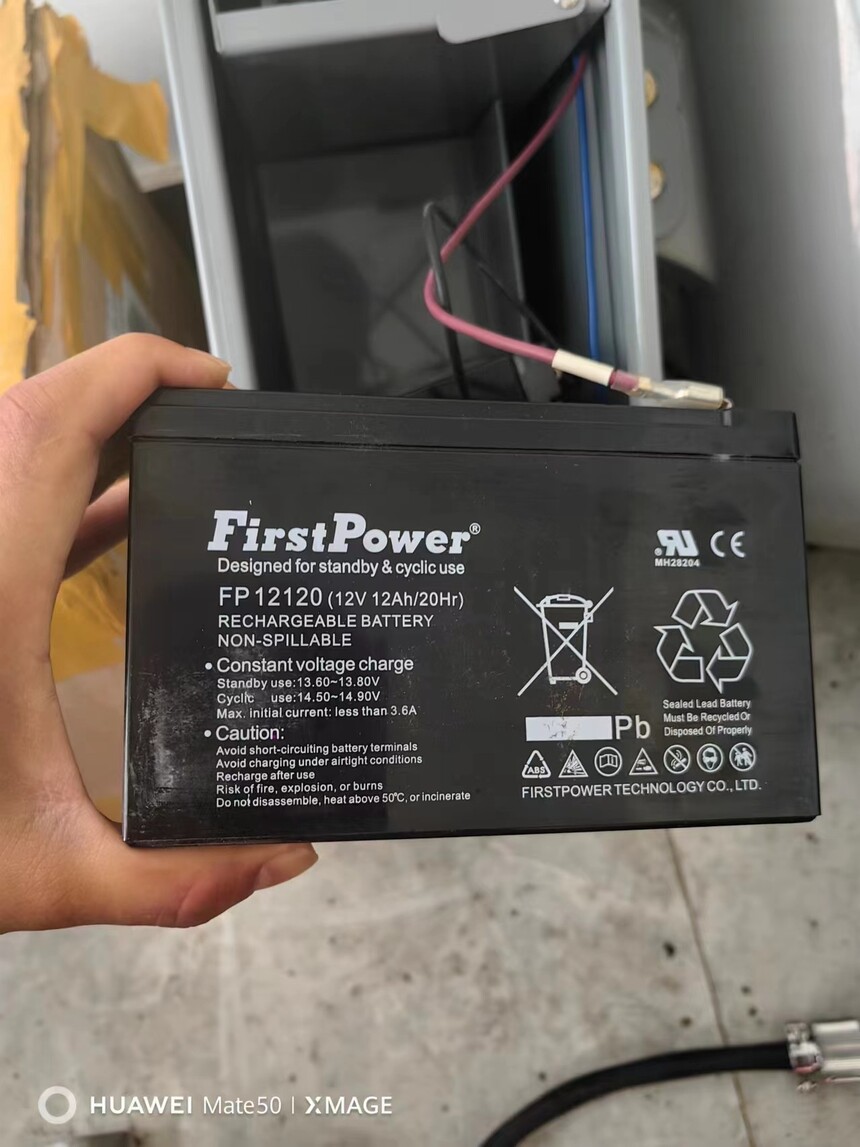 FirstPower®
Designed for standby & cyclic use
FP12120 (12V 12Ah/20Hr)
RECHARGEABLE BATTERY
NON-SPILLABLE
• Constant voltage charge
Standby use:13.60~13.80V
Cyclic use:14.50~14.90V
Max. initial current: less than 3.6A
• Caution:
Avoid short-circuiting battery terminals
Avoid charging under airtight conditions
Recharge after use
Risk of fire, explosion, or burns
Do not disassemble, heat above 50℃, or incinerate
RU CE
MH28204
Pb
Sealed Lead Battery
Must Be Recycled Or
Disposed Of Properly
ABS
FIRSTPOWER TECHNOLOGY CO., LTD.
HUAWEI Mate50 | XMAGE